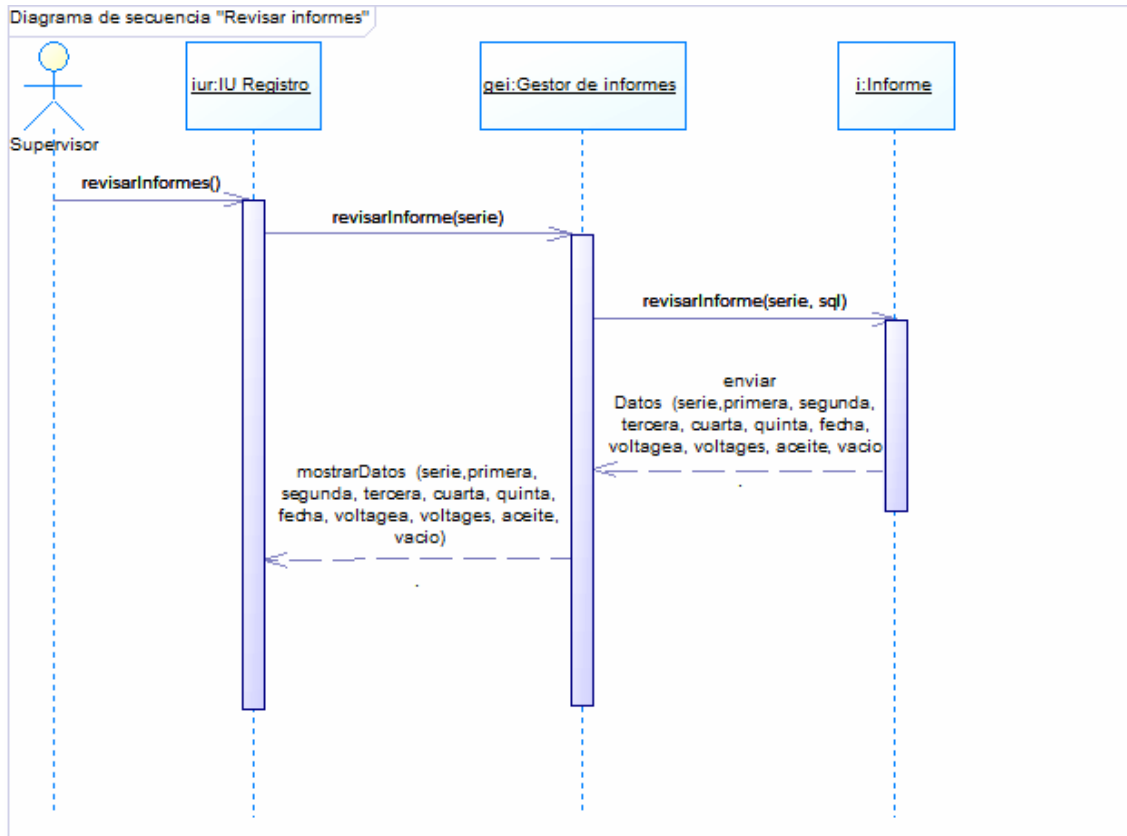 Diagrama de secuencia "Revisar informes"
iur:IU Registro
gei:Gestor de informes
i:Informe
Supervisor
revisarInformes()
revisarInforme(serie)
revisarInforme(serie, sql)
enviar
Datos (serie,primera, segunda,
tercera, cuarta, quinta, fecha,
voltagea, voltages, aceite, vacio
.
mostrarDatos (serie,primera,
segunda, tercera, cuarta, quinta,
fecha, voltagea, voltages, aceite,
vacio)
.